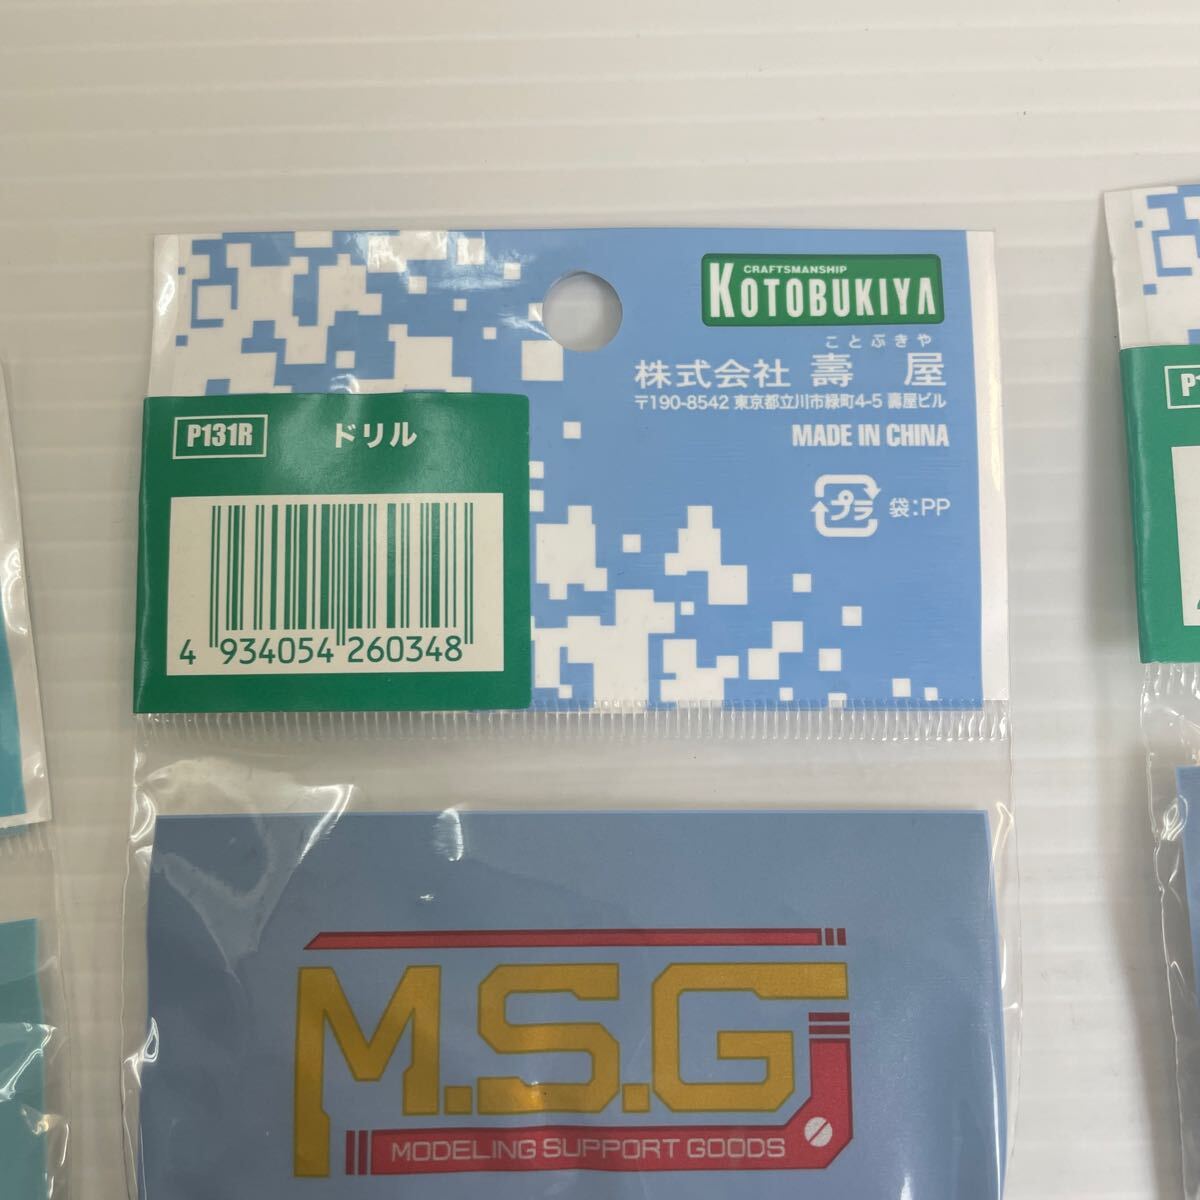 CRAFTSMANSHIP
KOTOBUKIYA
ことぶきや
株式会社 壽 屋
〒190-8542 東京都立川市緑町4-5 壽屋ビル
MADE IN CHINA
プラ 袋:PP
P131R ドリル
4 934054 260348
M.S.G
MODELING SUPPORT GOODS